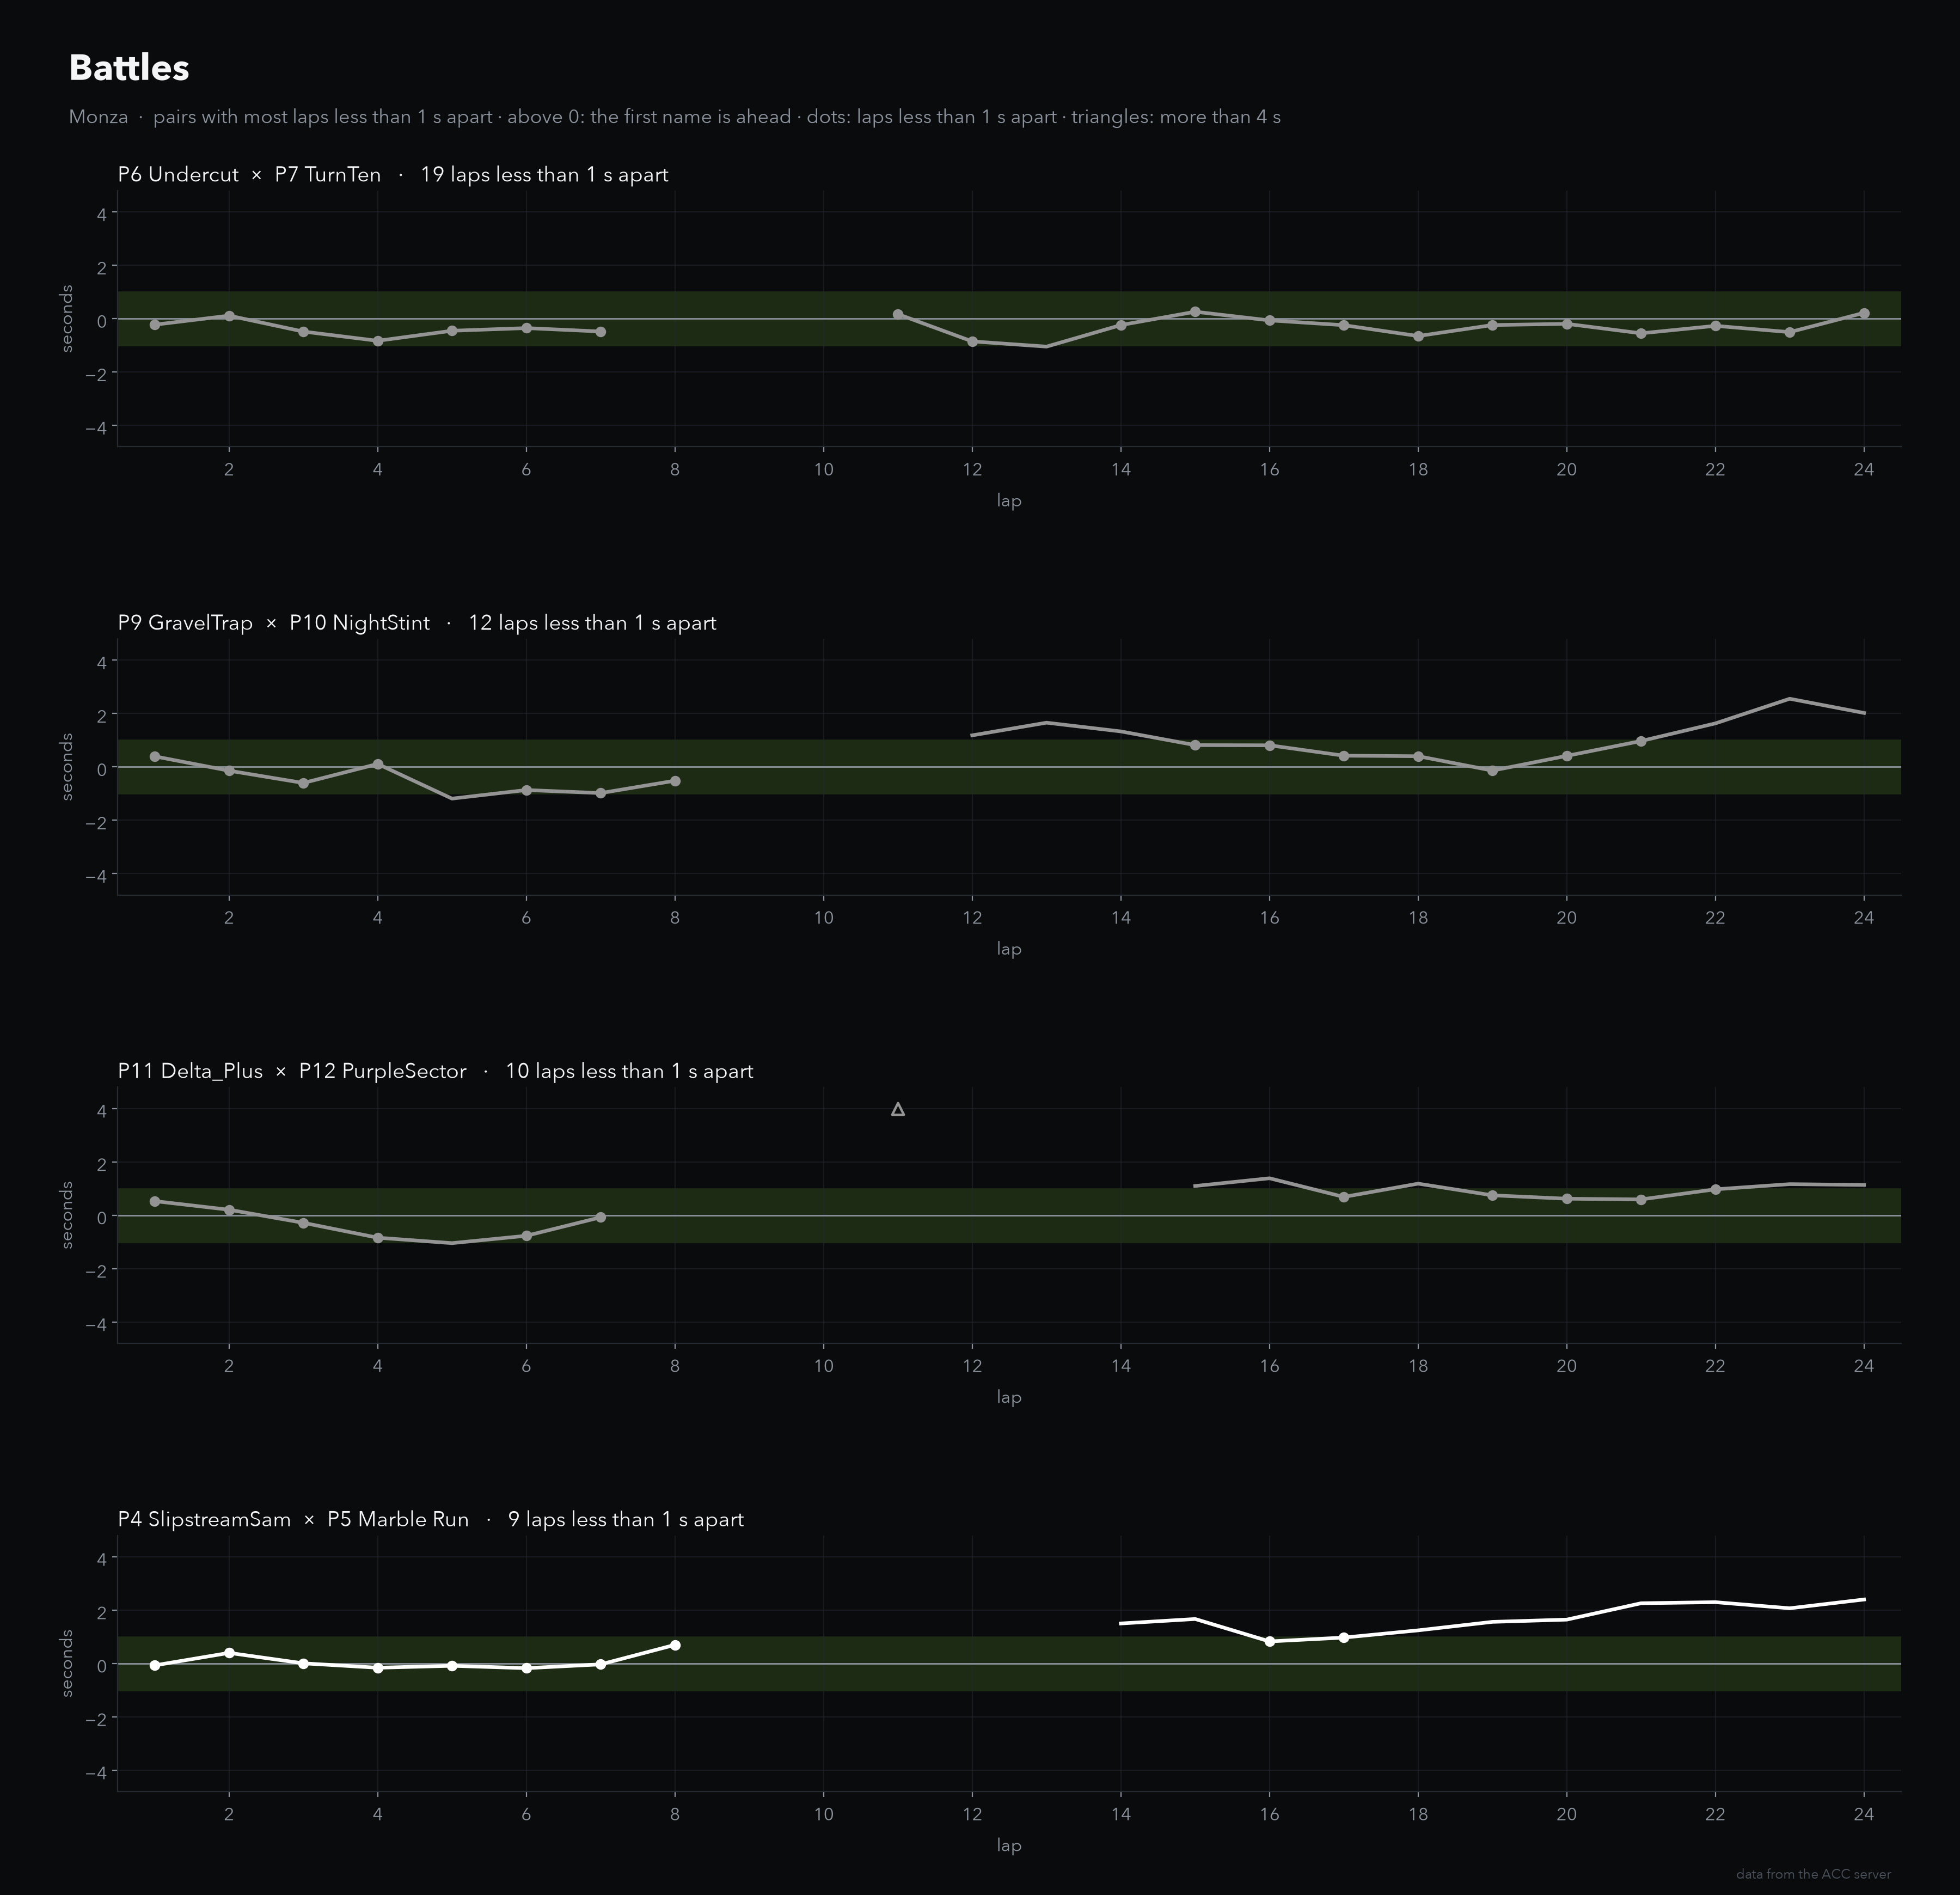 Battles
Monza · pairs with most laps less than 1 s apart · above 0: the first name is ahead · dots: laps less than 1 s apart · triangles: more than 4 s
P6 Undercut × P7 TurnTen · 19 laps less than 1 s apart
4
2
0
−2
−4
seconds
2 4 6 8 10 12 14 16 18 20 22 24
lap
P9 GravelTrap × P10 NightStint · 12 laps less than 1 s apart
4
2
0
−2
−4
seconds
2 4 6 8 10 12 14 16 18 20 22 24
lap
P11 Delta_Plus × P12 PurpleSector · 10 laps less than 1 s apart
4
2
0
−2
−4
seconds
2 4 6 8 10 12 14 16 18 20 22 24
lap
P4 SlipstreamSam × P5 Marble Run · 9 laps less than 1 s apart
4
2
0
−2
−4
seconds
2 4 6 8 10 12 14 16 18 20 22 24
lap
data from the ACC server